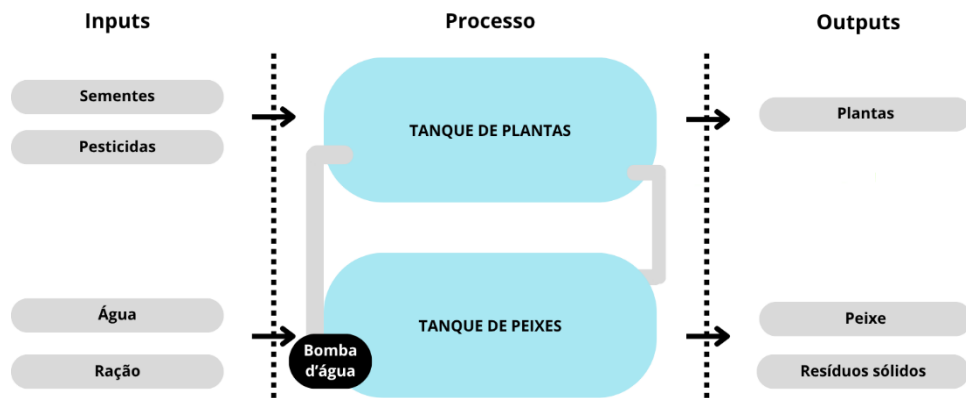 Inputs
Processo
Outputs
Sementes
Pesticidas
TANQUE DE PLANTAS
Plantas
Água
Ração
Bomba
d'água
TANQUE DE PEIXES
Peixe
Resíduos sólidos